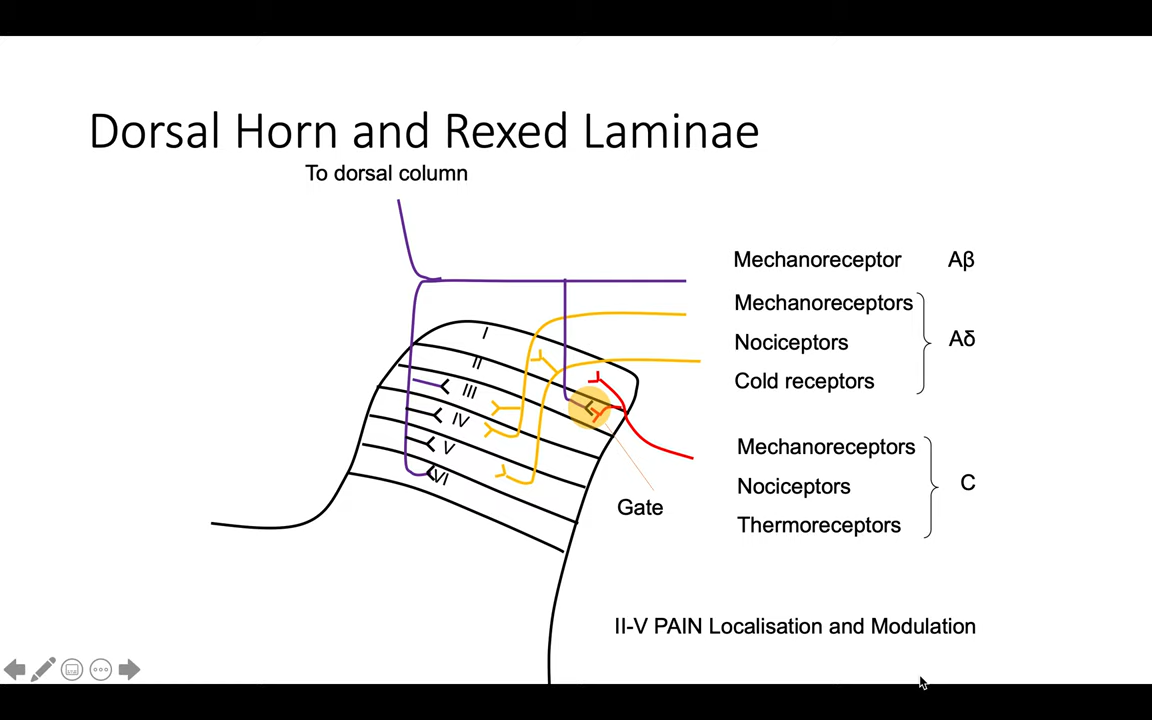 Dorsal Horn and Rexed Laminae
To dorsal column
Mechanoreceptor Aβ
Mechanoreceptors
Nociceptors Aδ
Cold receptors
I
II
III
IV
V
VI
Mechanoreceptors
Nociceptors C
Thermoreceptors
Gate
II-V PAIN Localisation and Modulation